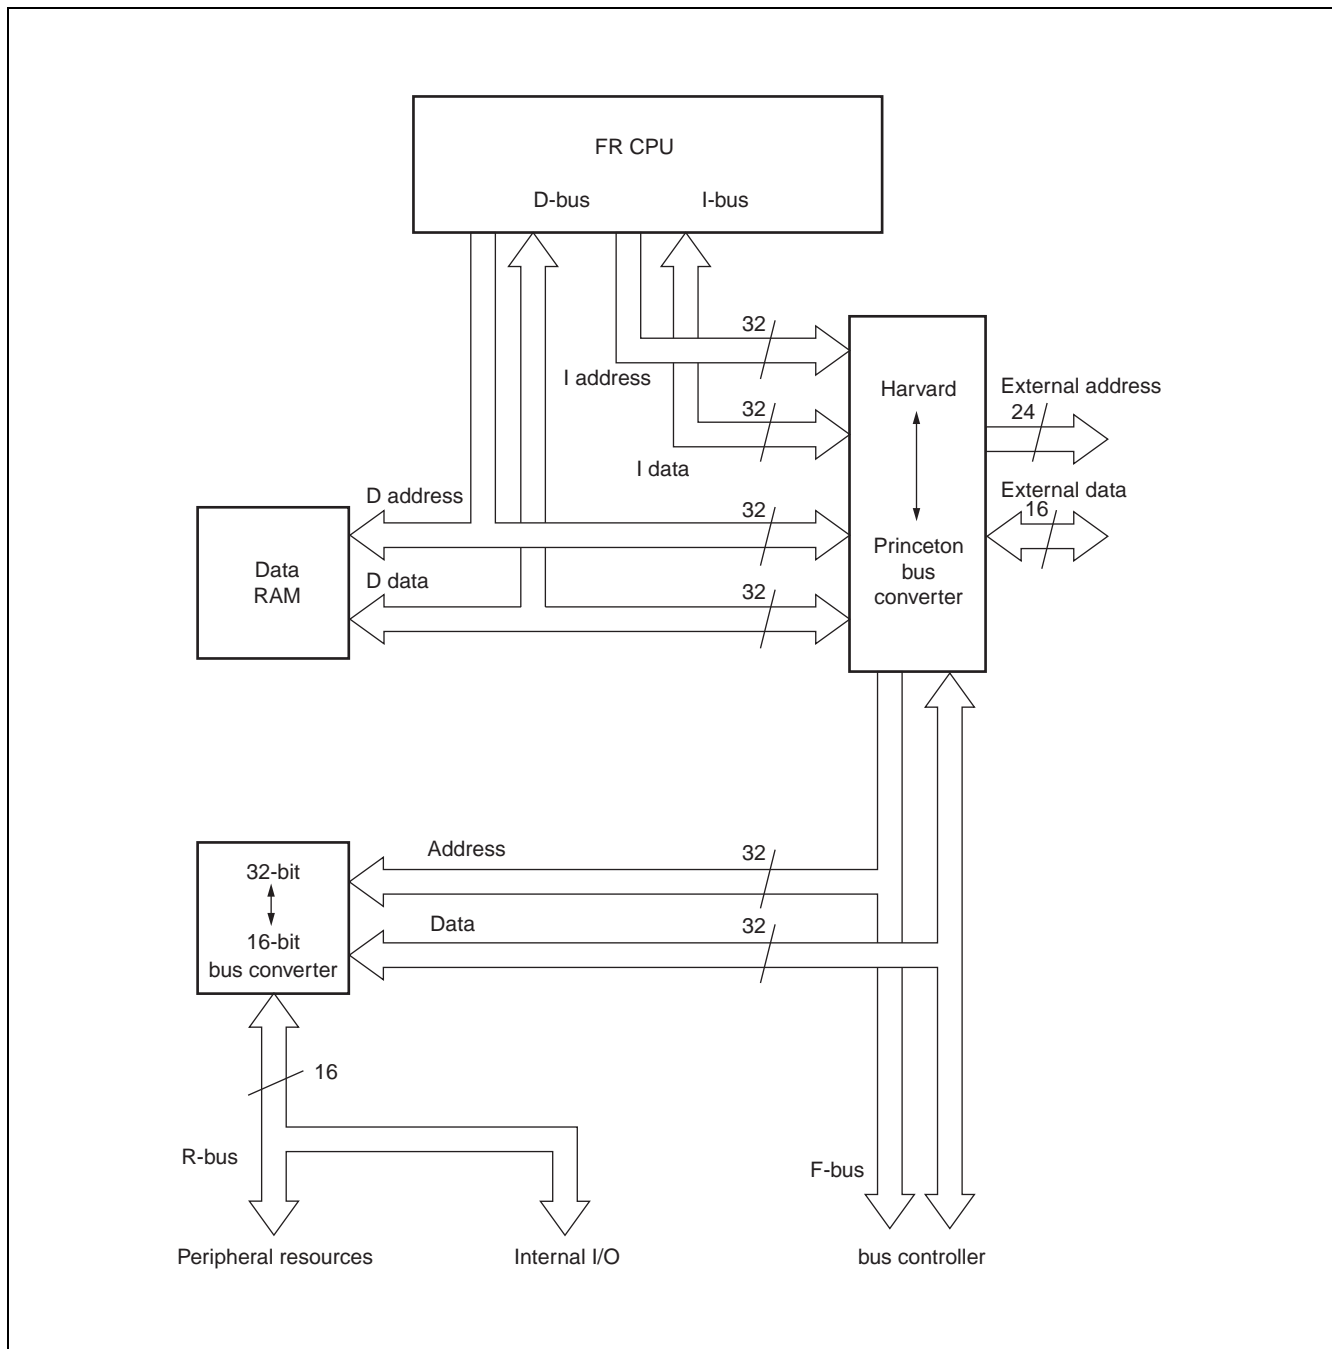 FR CPU
D-bus
I-bus
32
I address
32
I data
Harvard
Princeton
bus
converter
External address
24
External data
16
D address
32
D data
32
Data
RAM
Address
32
Data
32
32-bit
16-bit
bus converter
16
R-bus
F-bus
Peripheral resources
Internal I/O
bus controller